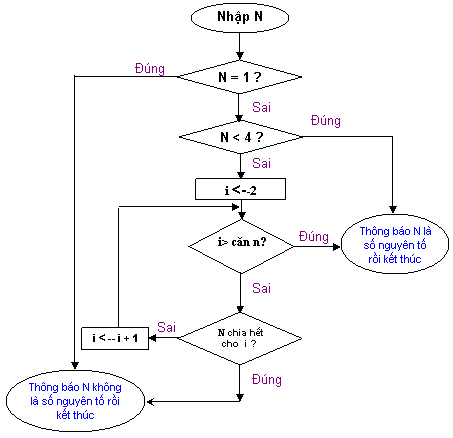 Nhập N
Đúng
N = 1 ?
Sai
Đúng
N < 4 ?
Sai
i <--2
i> căn n?
Đúng
Thông báo N là
số nguyên tố
rồi kết thúc
Sai
i <-- i + 1
Sai
N chia hết
cho i ?
Đúng
Thông báo N không
là số nguyên tố rồi
kết thúc